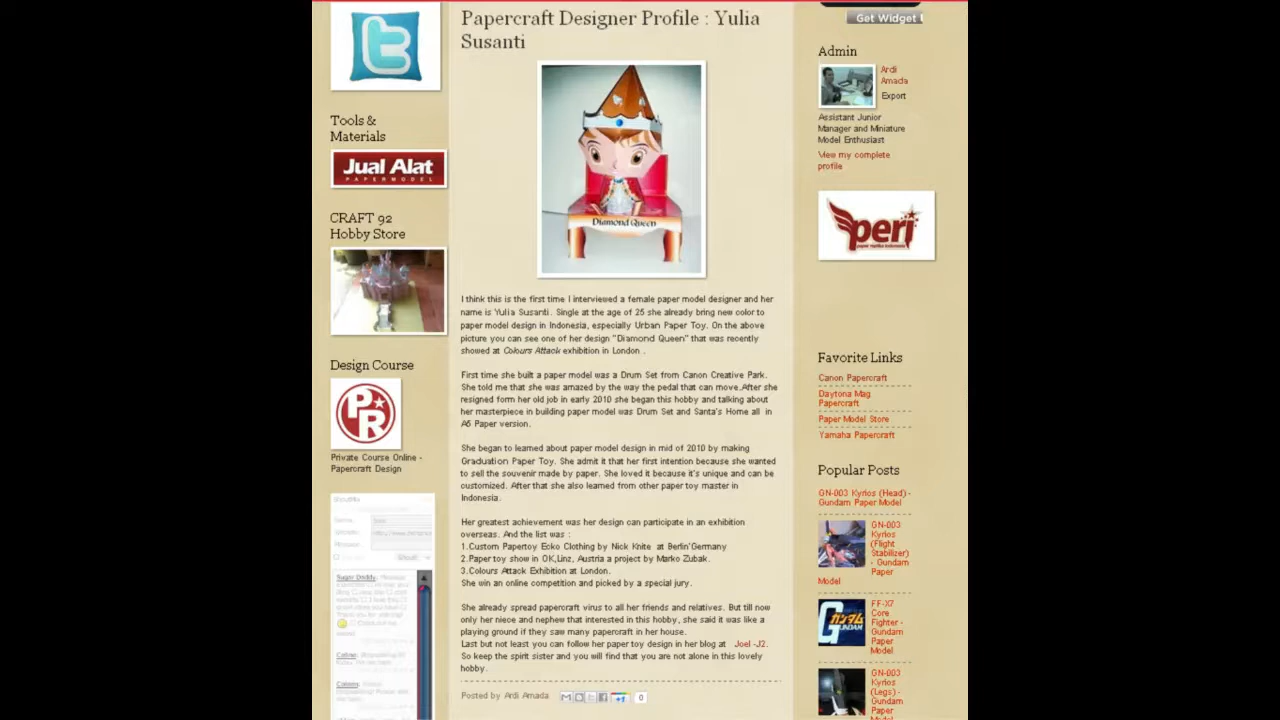 Papercraft Designer Profile : Yulia
Susanti
Diamond Queen
I think this is the first time I interviewed a female paper model designer and her
name is Yulia Susanti. Single at the age of 25 she already bring new color to
paper model design in Indonesia, especially Urban Paper Toy. On the above
picture you can see one of her design "Diamond Queen" that was recently
showed at Colours Attack exhibition in London .
First time she built a paper model was a Drum Set from Canon Creative Park.
She told me that she was amazed by the way the pedal that can move.After she
resigned form her old job in early 2010 she began this hobby and talking about
her masterpiece in building paper model was Drum Set and Santa's Home all in
A6 Paper version.
She began to learned about paper model design in mid of 2010 by making
Graduation Paper Toy. She admit it that her first intention because she wanted
to sell the souvenir made by paper. She loved it because it's unique and can be
customized. After that she also learned from other paper toy master in
Indonesia.
Her greatest achievement was her design can participate in an exhibition
overseas. And the list was :
1.Custom Papertoy Ecko Clothing by Nick Knite at Berlin'Germany
2.Paper toy show in OK,Linz, Austria a project by Marko Zubak.
3.Colours Attack Exhibition at London.
She win an online competition and picked by a special jury.
She already spread papercraft virus to all her friends and relatives. But till now
only her niece and nephew that interested in this hobby, she said it was like a
playing ground if they saw many papercraft in her house.
Last but not least you can follow her paper toy design in her blog at Joel -J2.
So keep the spirit sister and you will find that you are not alone in this lovely
hobby.
Posted by Ardi Amada
0
Tools &
Materials
Jual Alat
PAPERMODEL
CRAFT 92
Hobby Store
Design Course
PR
Private Course Online -
Papercraft Design
Get Widget
Admin
Ardi
Amada
Export
Assistant Junior
Manager and Miniature
Model Enthusiast
View my complete
profile
peri
paper replika indonesia
Favorite Links
Canon Papercraft
Daytona Mag
Papercraft
Paper Model Store
Yamaha Papercraft
Popular Posts
GN-003 Kyrios (Head) -
Gundam Paper Model
GN-003
Kyrios
(Flight
Stabilizer)
- Gundam
Paper
Model
FF-X7
Core
Fighter -
Gundam
Paper
Model
GN-003
Kyrios
(Legs) -
Gundam
Paper